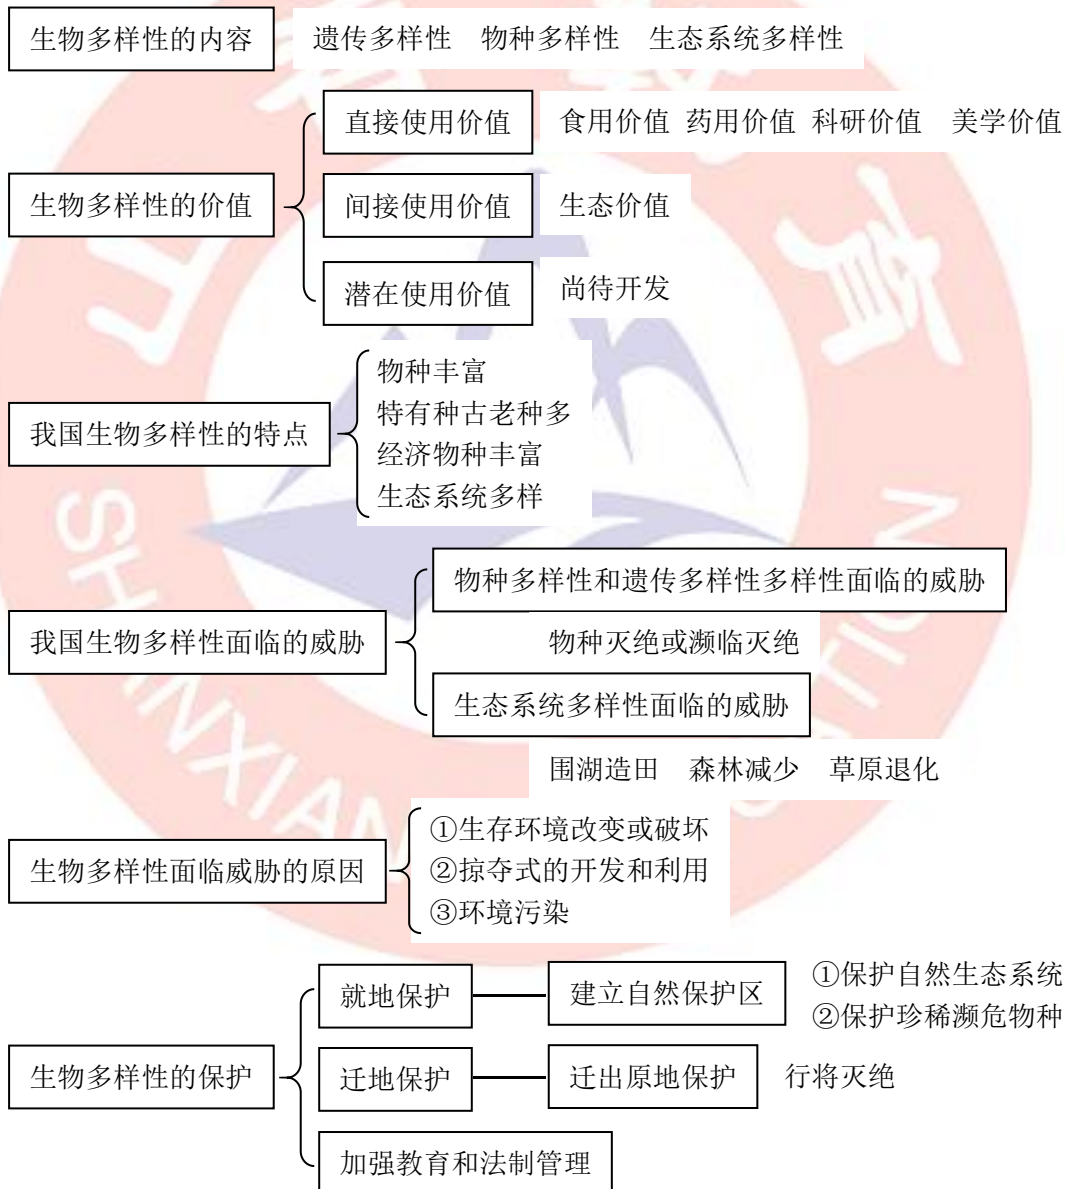 生物多样性的内容 遗传多样性 物种多样性 生态系统多样性
直接使用价值 食用价值 药用价值 科研价值 美学价值
生物多样性的价值 间接使用价值 生态价值
潜在使用价值 尚待开发
物种丰富
特有种古老种多
我国生物多样性的特点
经济物种丰富
生态系统多样
物种多样性和遗传多样性多样性面临的威胁
我国生物多样性面临的威胁 物种灭绝或濒临灭绝
生态系统多样性面临的威胁
围湖造田 森林减少 草原退化
①生存环境改变或破坏
生物多样性面临威胁的原因 ②掠夺式的开发和利用
③环境污染
就地保护 建立自然保护区 ①保护自然生态系统
②保护珍稀濒危物种
生物多样性的保护 迁地保护 迁出原地保护 行将灭绝
加强教育和法制管理